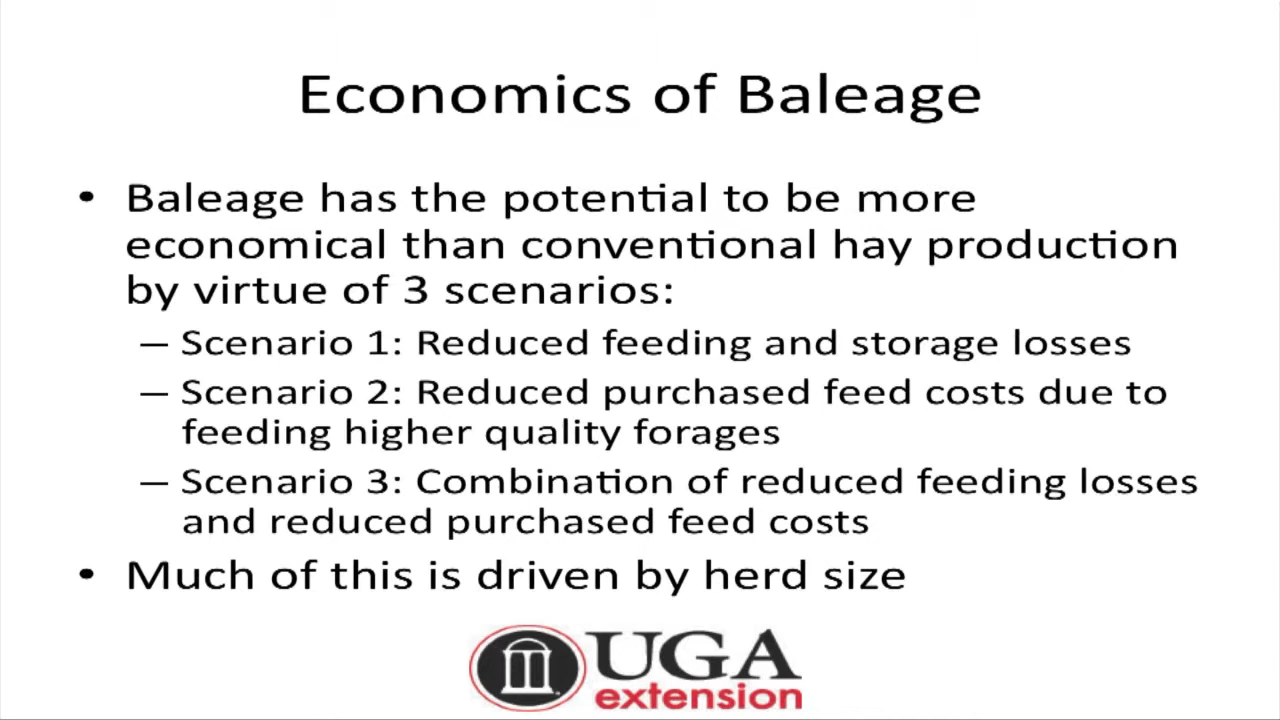 Economics of Baleage
• Baleage has the potential to be more
economical than conventional hay production
by virtue of 3 scenarios:
– Scenario 1: Reduced feeding and storage losses
– Scenario 2: Reduced purchased feed costs due to
feeding higher quality forages
– Scenario 3: Combination of reduced feeding losses
and reduced purchased feed costs
• Much of this is driven by herd size
UGA
extension